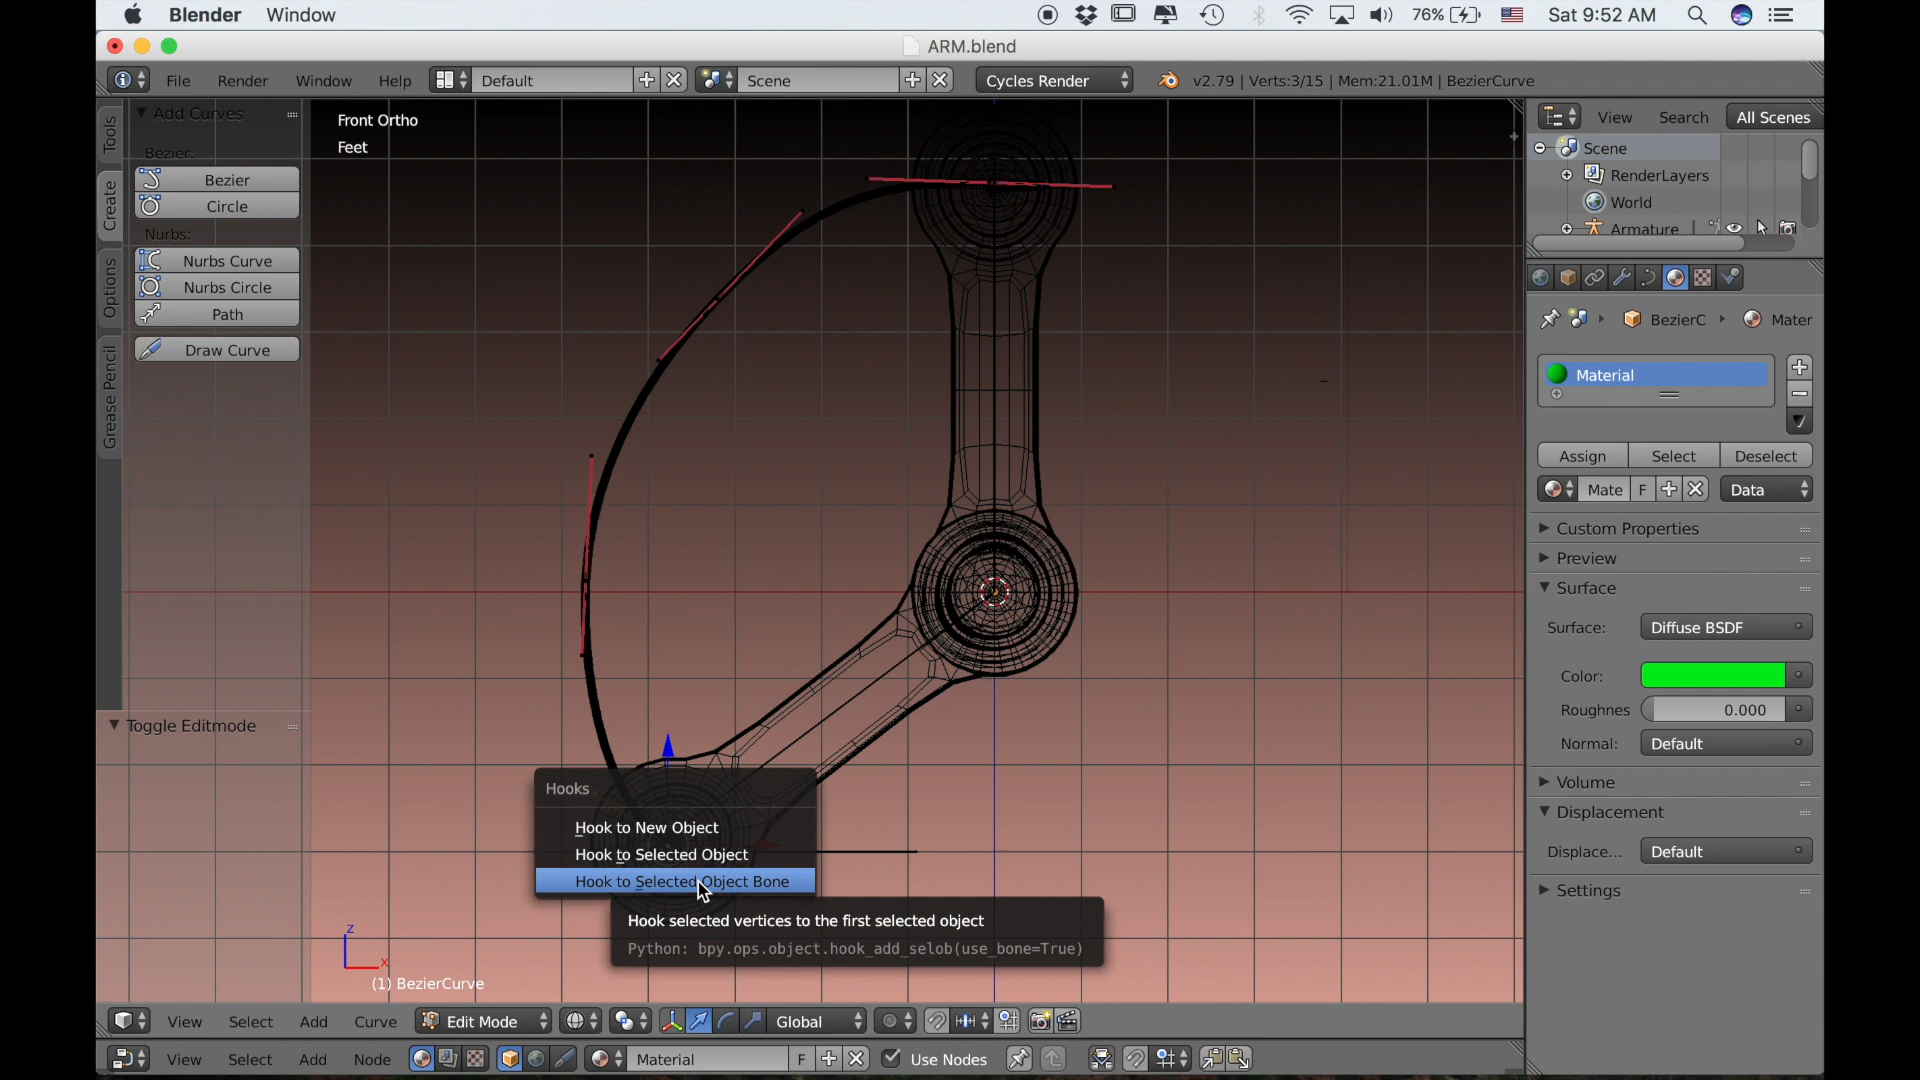 Blender Window 76% Sat 9:52 AM
ARM.blend
File Render Window Help Default Scene Cycles Render v2.79 | Verts:3/15 | Mem:21.01M | BezierCurve
Tools
Create
Options
Grease Pencil
Add Curves
Bezier:
Bezier
Circle
Nurbs:
Nurbs Curve
Nurbs Circle
Path
Draw Curve
Toggle Editmode
Front Ortho
Feet
Hooks
Hook to New Object
Hook to Selected Object
Hook to Selected Object Bone
Hook selected vertices to the first selected object
Python: bpy.ops.object.hook_add_selob(use_bone=True)
z
x
(1) BezierCurve
View Search All Scenes
Scene
RenderLayers
World
Armature
BezierC Mater
Material
Assign Select Deselect
Mate F Data
Custom Properties
Preview
Surface
Surface: Diffuse BSDF
Color:
Roughnes 0.000
Normal: Default
Volume
Displacement
Displace... Default
Settings
View Select Add Curve Edit Mode Global
View Select Add Node Material F Use Nodes